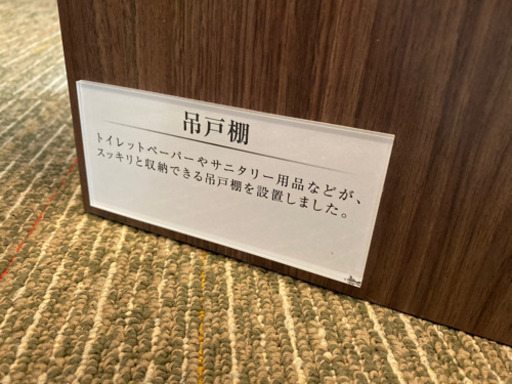 吊戸棚
トイレットペーパーやサニタリー用品などが、
スッキリと収納できる吊戸棚を設置しました。